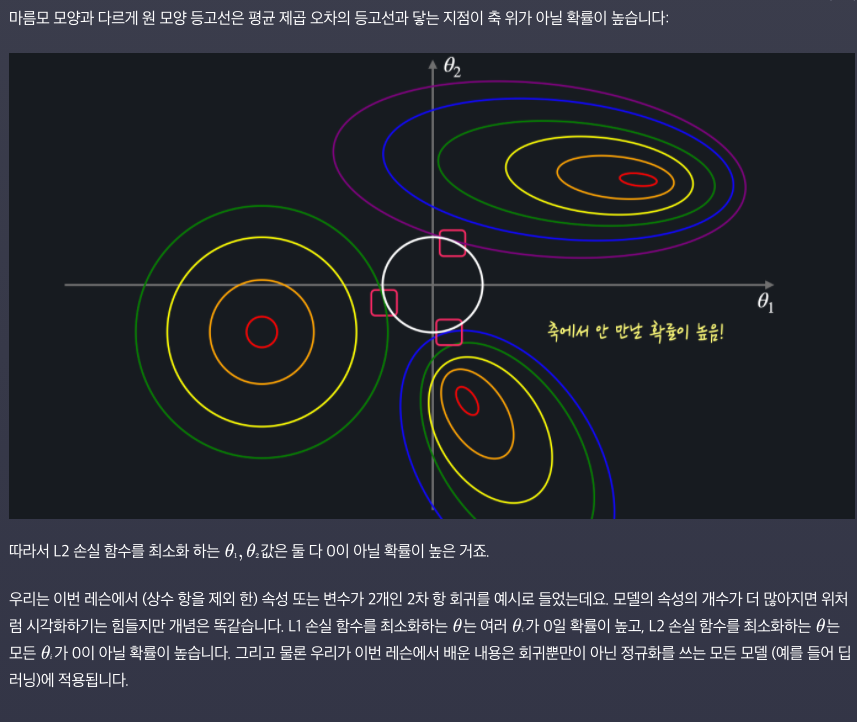 마름모 모양과 다르게 원 모양 등고선은 평균 제곱 오차의 등고선과 닿는 지점이 축 위가 아닐 확률이 높습니다:
θ₂
θ₁
축에서 안 만날 확률이 높음!
따라서 L2 손실 함수를 최소화 하는 θ₁, θ₂값은 둘 다 0이 아닐 확률이 높은 거죠.
우리는 이번 레슨에서 (상수 항을 제외 한) 속성 또는 변수가 2개인 2차 항 회귀를 예시로 들었는데요. 모델의 속성의 개수가 더 많아지면 위처
럼 시각화하기는 힘들지만 개념은 똑같습니다. L1 손실 함수를 최소화하는 θ는 여러 θᵢ가 0일 확률이 높고, L2 손실 함수를 최소화하는 θ는
모든 θᵢ가 0이 아닐 확률이 높습니다. 그리고 물론 우리가 이번 레슨에서 배운 내용은 회귀뿐만이 아닌 정규화를 쓰는 모든 모델 (예를 들어 딥
러닝)에 적용됩니다.